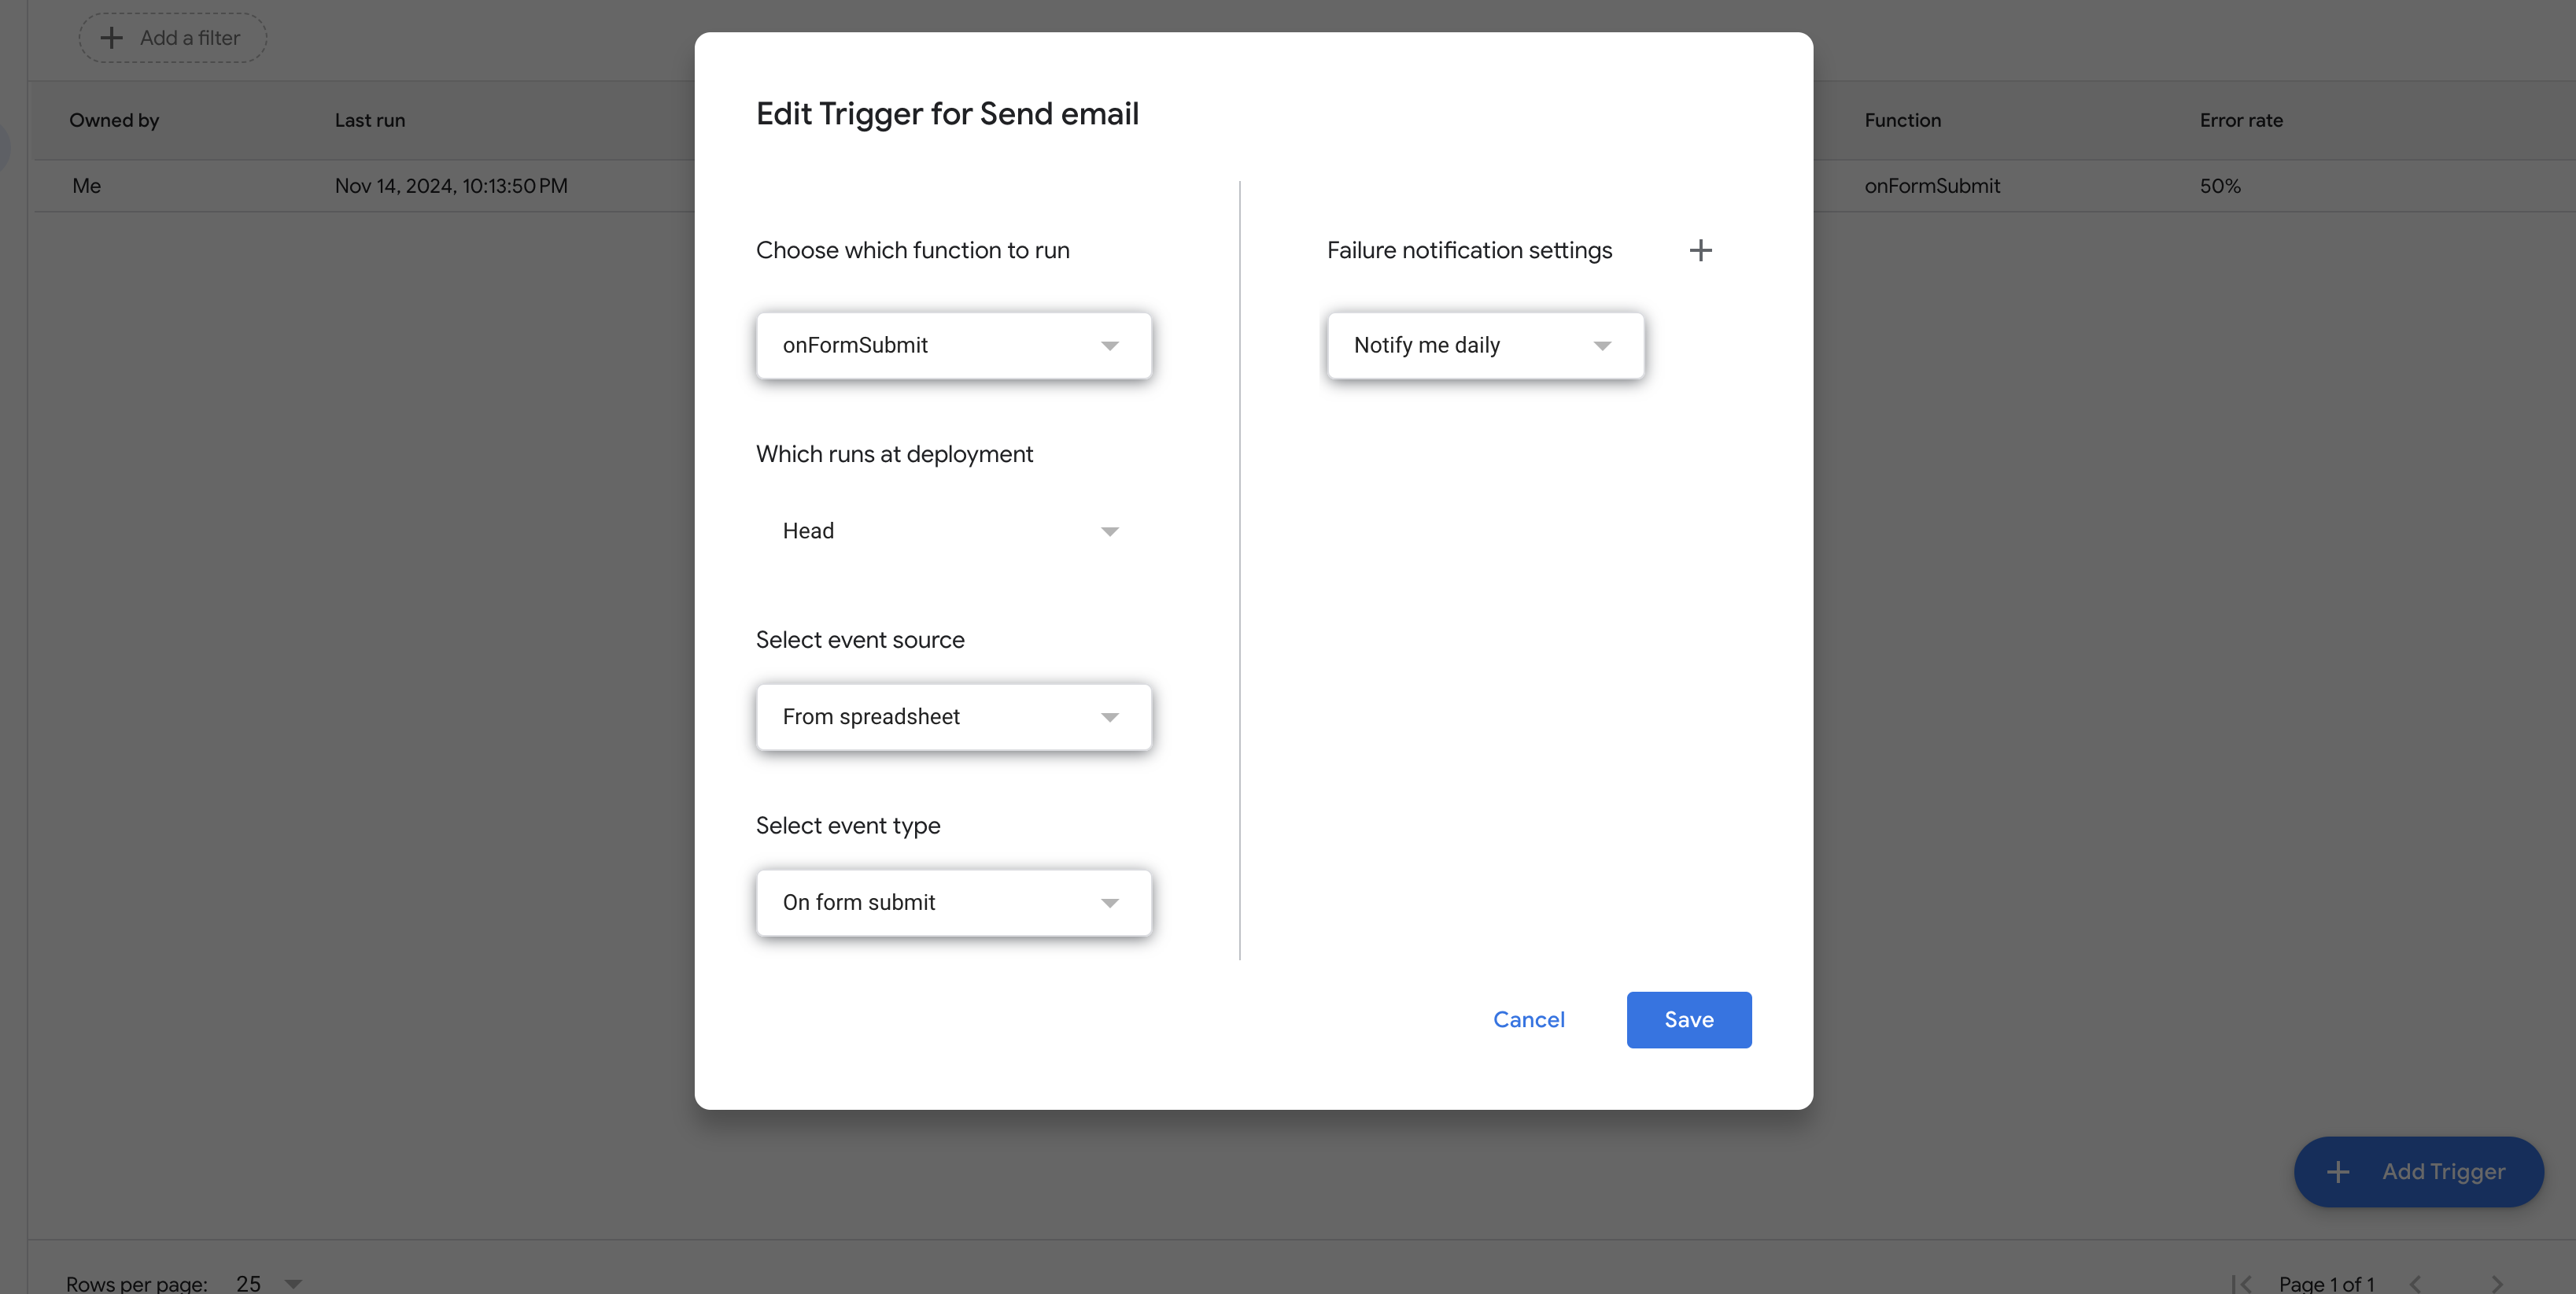 Add a filter
Owned by
Last run
Function
Error rate
Me
Nov 14, 2024, 10:13:50 PM
onFormSubmit
50%
Edit Trigger for Send email
Choose which function to run
onFormSubmit
Which runs at deployment
Head
Select event source
From spreadsheet
Select event type
On form submit
Failure notification settings
Notify me daily
Cancel
Save
Add Trigger
Rows per page:
25
Page 1 of 1